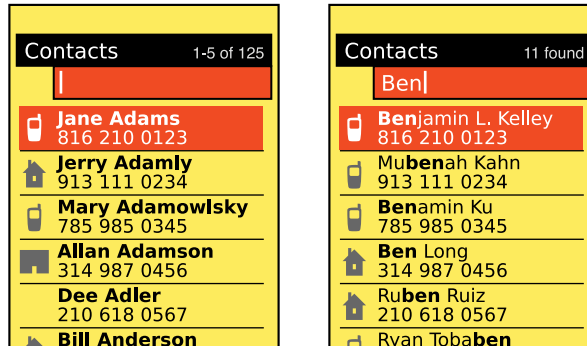 Contacts 1-5 of 125
Jane Adams
816 210 0123
Jerry Adamly
913 111 0234
Mary Adamowlsky
785 985 0345
Allan Adamson
314 987 0456
Dee Adler
210 618 0567
Bill Anderson
Contacts 11 found
Ben
Benjamin L. Kelley
816 210 0123
Mubenah Kahn
913 111 0234
Benamin Ku
785 985 0345
Ben Long
314 987 0456
Ruben Ruiz
210 618 0567
Ryan Tobaben